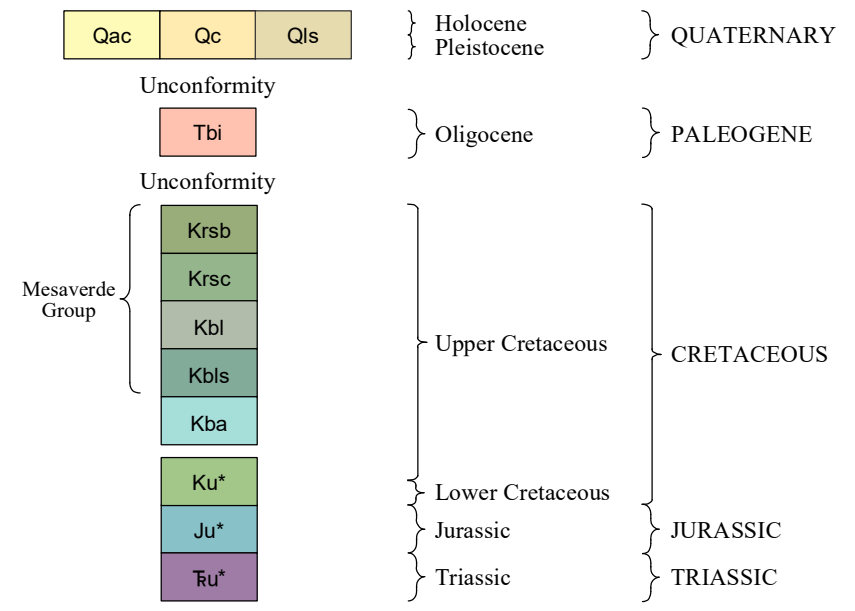 Qac Qc Qls Holocene QUATERNARY
Pleistocene
Unconformity
Tbi Oligocene PALEOGENE
Unconformity
Krsb
Krsc
Mesaverde
Group
Kbl
Upper Cretaceous
CRETACEOUS
Kbls
Kba
Ku*
Lower Cretaceous
Ju* Jurassic JURASSIC
TRu* Triassic TRIASSIC